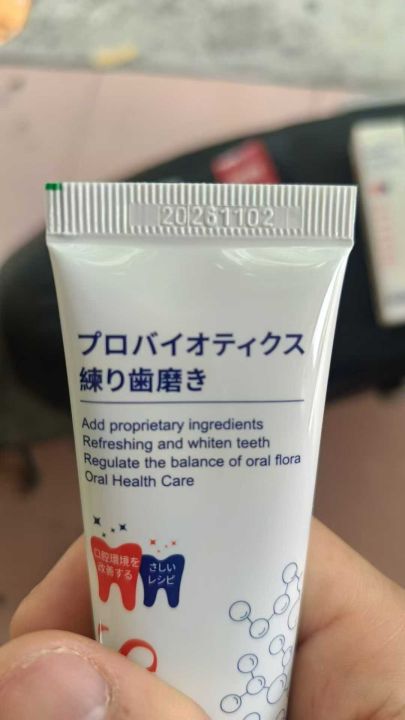 20261102
プロバイオティクス
練り歯磨き
Add proprietary ingredients
Refreshing and whiten teeth
Regulate the balance of oral flora
Oral Health Care
口腔環境を
改善する
さしい
レシピ